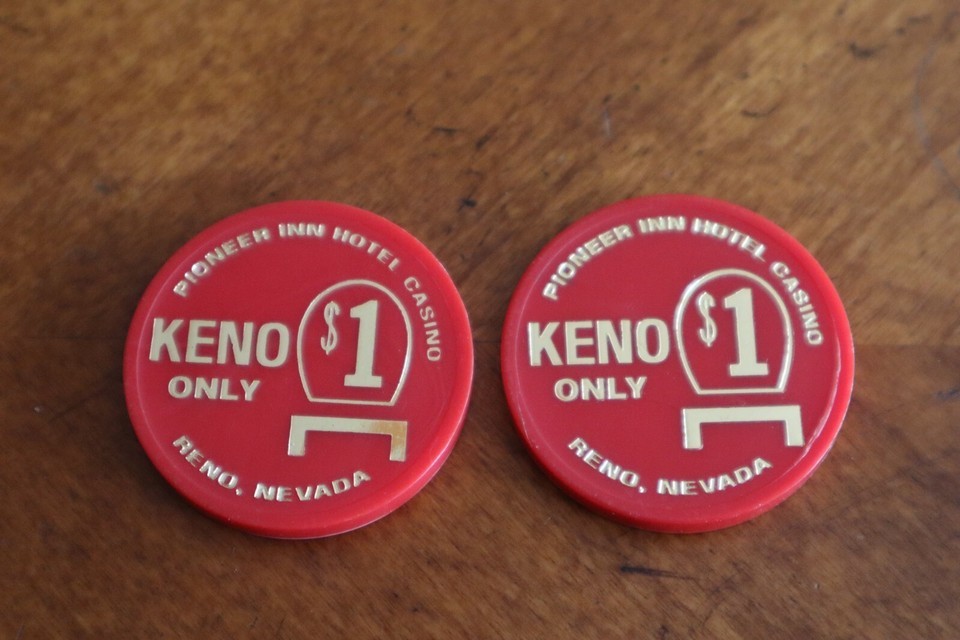 PIONEER INN HOTEL CASINO
KENO
ONLY
$1
RENO, NEVADA
PIONEER INN HOTEL CASINO
KENO
ONLY
$1
RENO, NEVADA